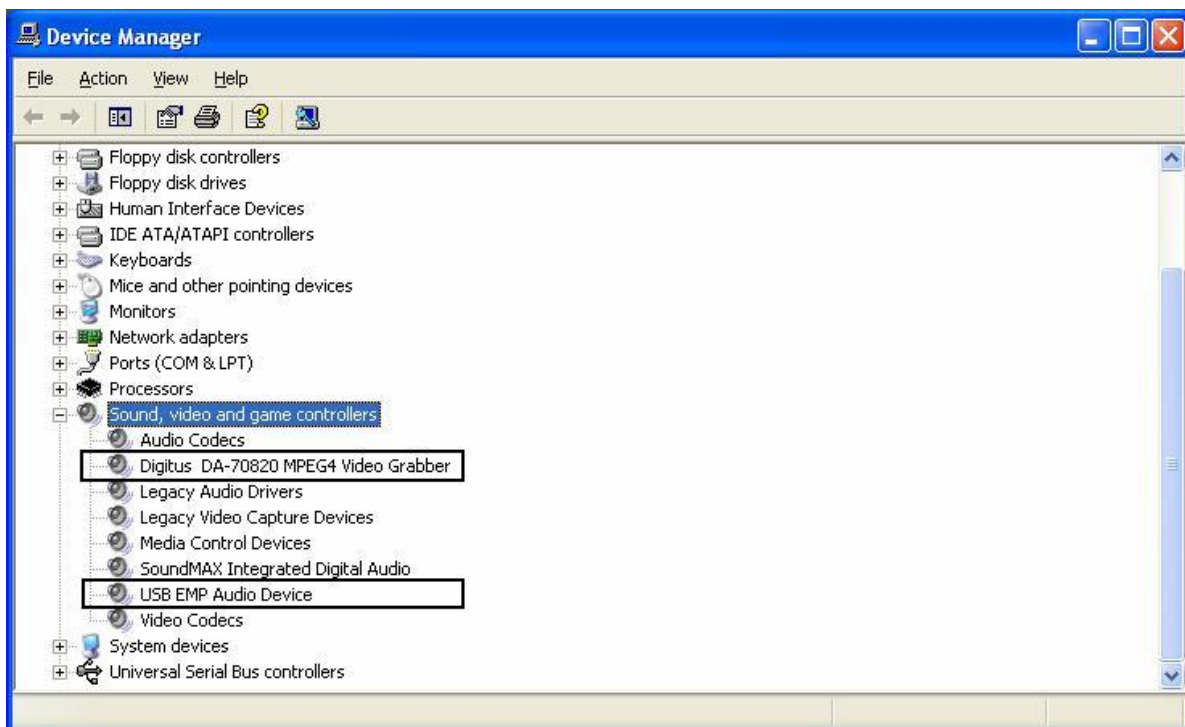 Device Manager
File Action View Help
Floppy disk controllers
Floppy disk drives
Human Interface Devices
IDE ATA/ATAPI controllers
Keyboards
Mice and other pointing devices
Monitors
Network adapters
Ports (COM & LPT)
Processors
Sound, video and game controllers
Audio Codecs
Digitus DA-70820 MPEG4 Video Grabber
Legacy Audio Drivers
Legacy Video Capture Devices
Media Control Devices
SoundMAX Integrated Digital Audio
USB EMP Audio Device
Video Codecs
System devices
Universal Serial Bus controllers